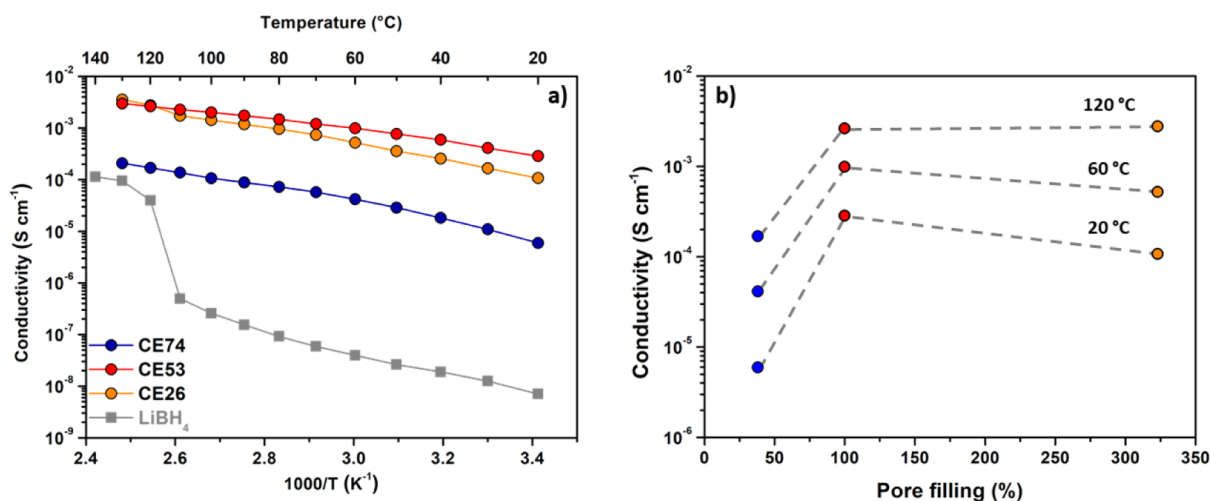 Temperature (°C)
140 120 100 80 60 40 20
a)
10⁻²
10⁻³
10⁻⁴
10⁻⁵
10⁻⁶
10⁻⁷
10⁻⁸
10⁻⁹
Conductivity (S cm⁻¹)
CE74
CE53
CE26
LiBH₄
2.4 2.6 2.8 3.0 3.2 3.4
1000/T (K⁻¹)
b)
10⁻²
10⁻³
10⁻⁴
10⁻⁵
10⁻⁶
Conductivity (S cm⁻¹)
120 °C
60 °C
20 °C
0 50 100 150 200 250 300 350
Pore filling (%)